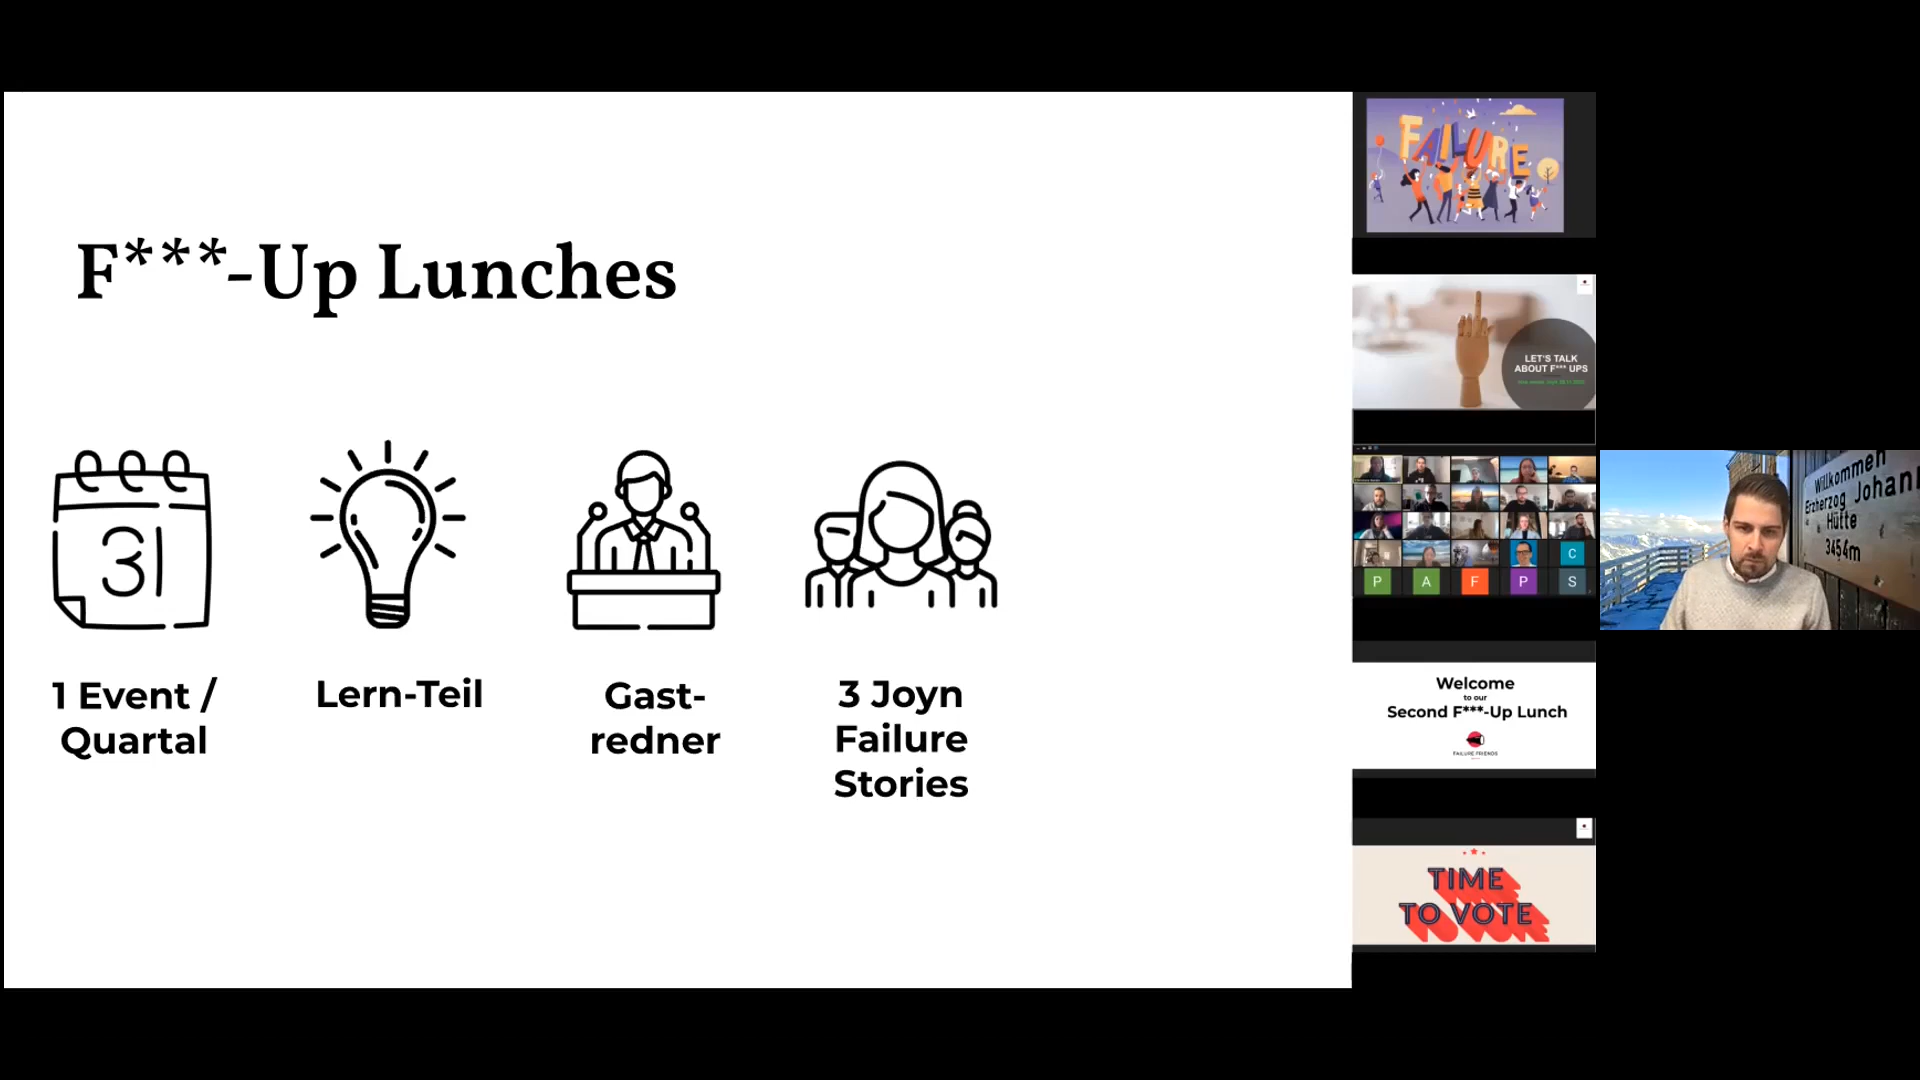 F***-Up Lunches
31
1 Event /
Quartal
Lern-Teil
Gast-
redner
3 Joyn
Failure
Stories
FAILURE
LET'S TALK
ABOUT F*** UPS
C
P
A
F
P
S
Welcome
to our
Second F***-Up Lunch
FAILURE FRIENDS
TIME
TO VOTE
Willkommen
Erzherzog Johann
Hütte
3454m